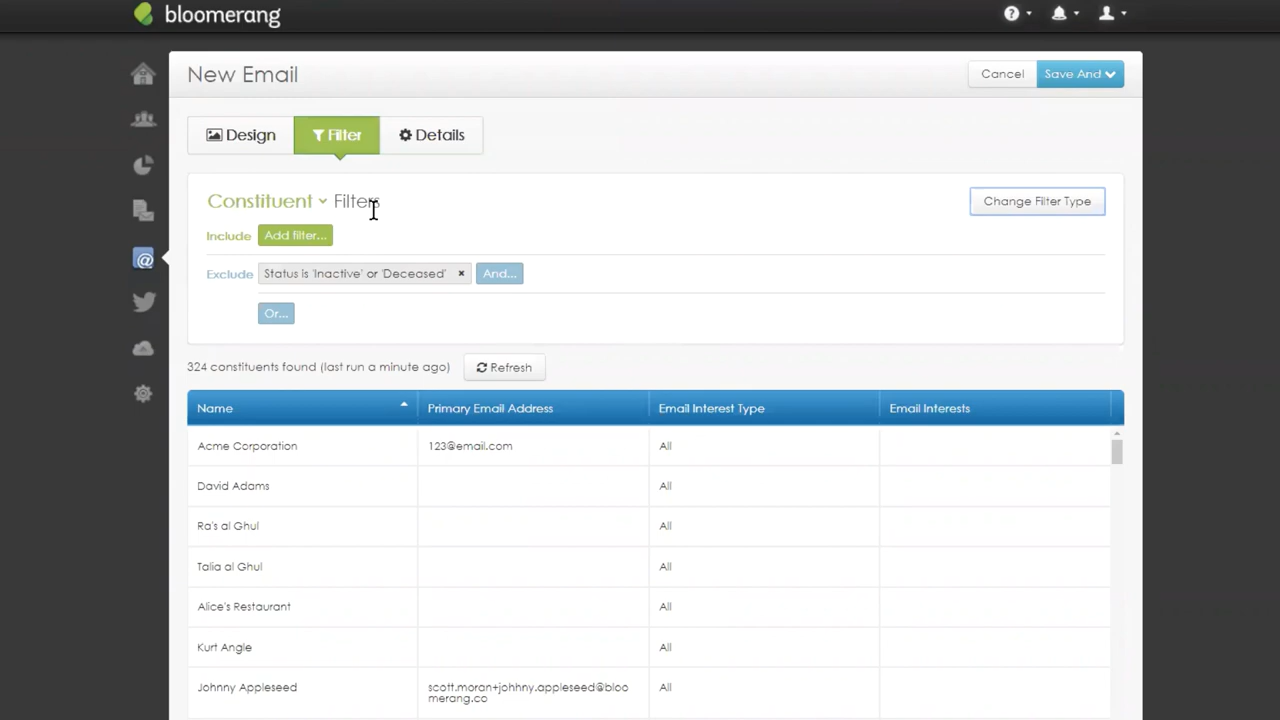 bloomerang
New Email
Cancel
Save And
Design
Filter
Details
Constituent Filters
Change Filter Type
Include
Add filter...
Exclude
Status is 'Inactive' or 'Deceased' ×
And...
Or...
324 constituents found (last run a minute ago)
Refresh
Name
Primary Email Address
Email Interest Type
Email Interests
Acme Corporation
123@email.com
All
David Adams
All
Ra's al Ghul
All
Talia al Ghul
All
Alice's Restaurant
All
Kurt Angle
All
Johnny Appleseed
scott.moran+johhny.appleseed@bloo
merang.co
All